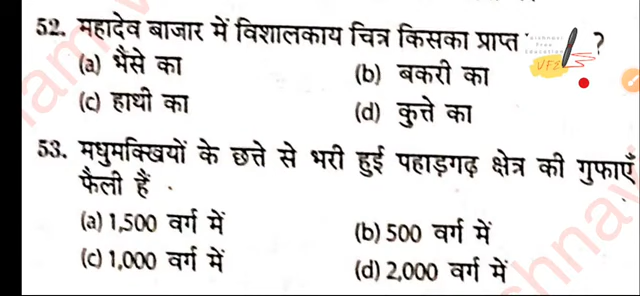 52. महादेव बाजार में विशालकाय चित्र किसका प्राप्त ?
(a) भैंसे का
(b) बकरी का
(c) हाथी का
(d) कुत्ते का
53. मधुमक्खियों के छत्ते से भरी हुई पहाड़गढ़ क्षेत्र की गुफाएँ
फैली हैं
(a) 1,500 वर्ग में
(b) 500 वर्ग में
(c) 1,000 वर्ग में
(d) 2,000 वर्ग में